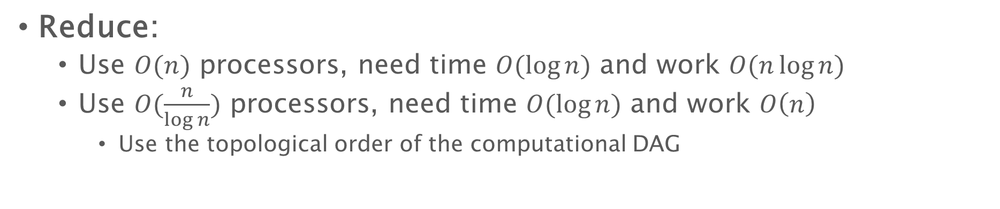 • Reduce:
• Use O(n) processors, need time O(log n) and work O(n log n)
• Use O(n/log n) processors, need time O(log n) and work O(n)
• Use the topological order of the computational DAG